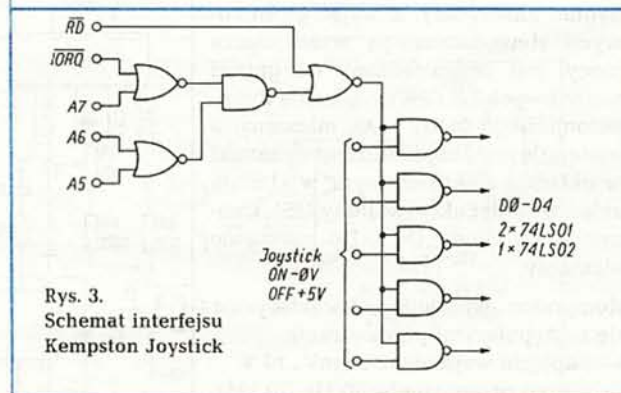 RD
IORQ
A7
A6
A5
D0-D4
2×74LS01
1×74LS02
Joystick
ON-0V
OFF+5V
Rys. 3.
Schemat interfejsu
Kempston Joystick